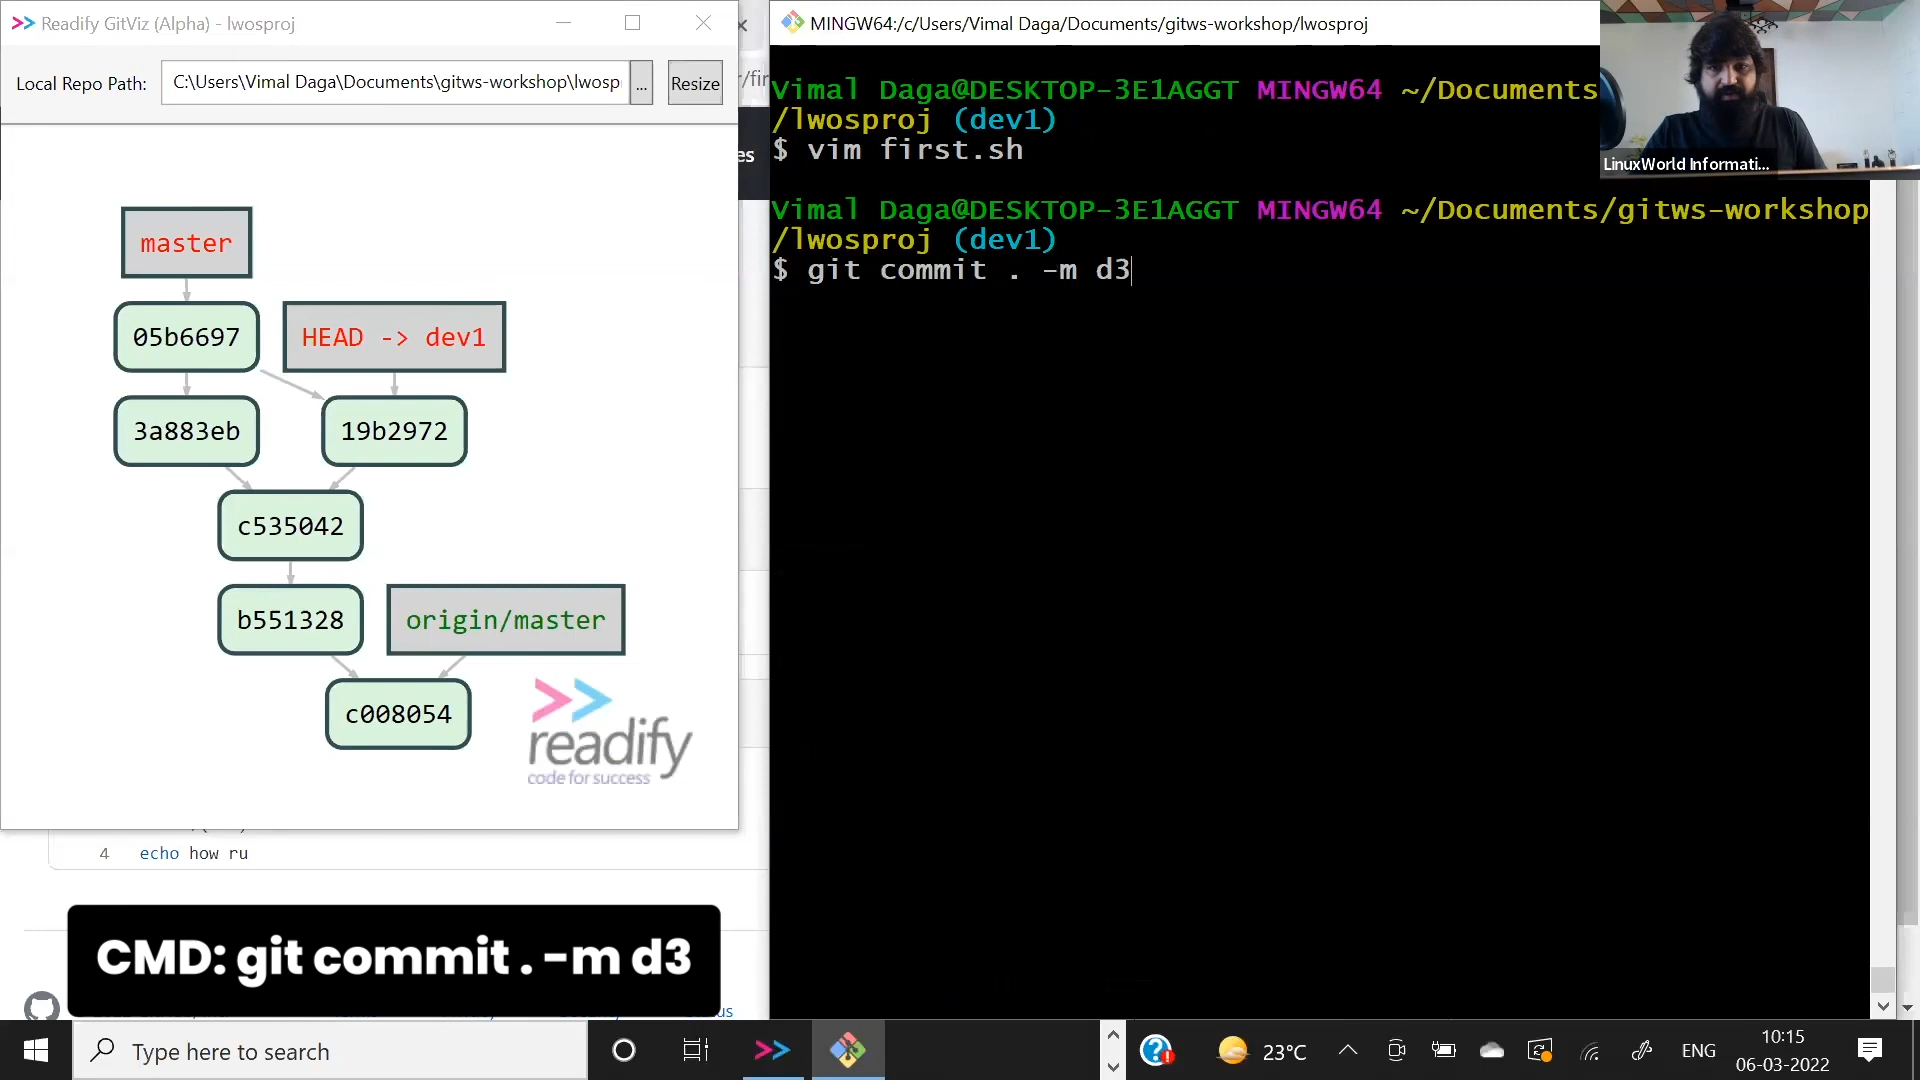 Readify GitViz (Alpha) - lwosproj
Local Repo Path:
C:\Users\Vimal Daga\Documents\gitws-workshop\lwosp
...
Resize
master
05b6697
HEAD -> dev1
3a883eb
19b2972
c535042
b551328
origin/master
c008054
readify
code for success
/fir
es
4 echo how ru
us
CMD: git commit . -m d3
MINGW64:/c/Users/Vimal Daga/Documents/gitws-workshop/lwosproj
Vimal Daga@DESKTOP-3E1AGGT MINGW64 ~/Documents
/lwosproj (dev1)
$ vim first.sh
Vimal Daga@DESKTOP-3E1AGGT MINGW64 ~/Documents/gitws-workshop
/lwosproj (dev1)
$ git commit . -m d3
LinuxWorld Informati...
Type here to search
23°C
ENG
10:15
06-03-2022